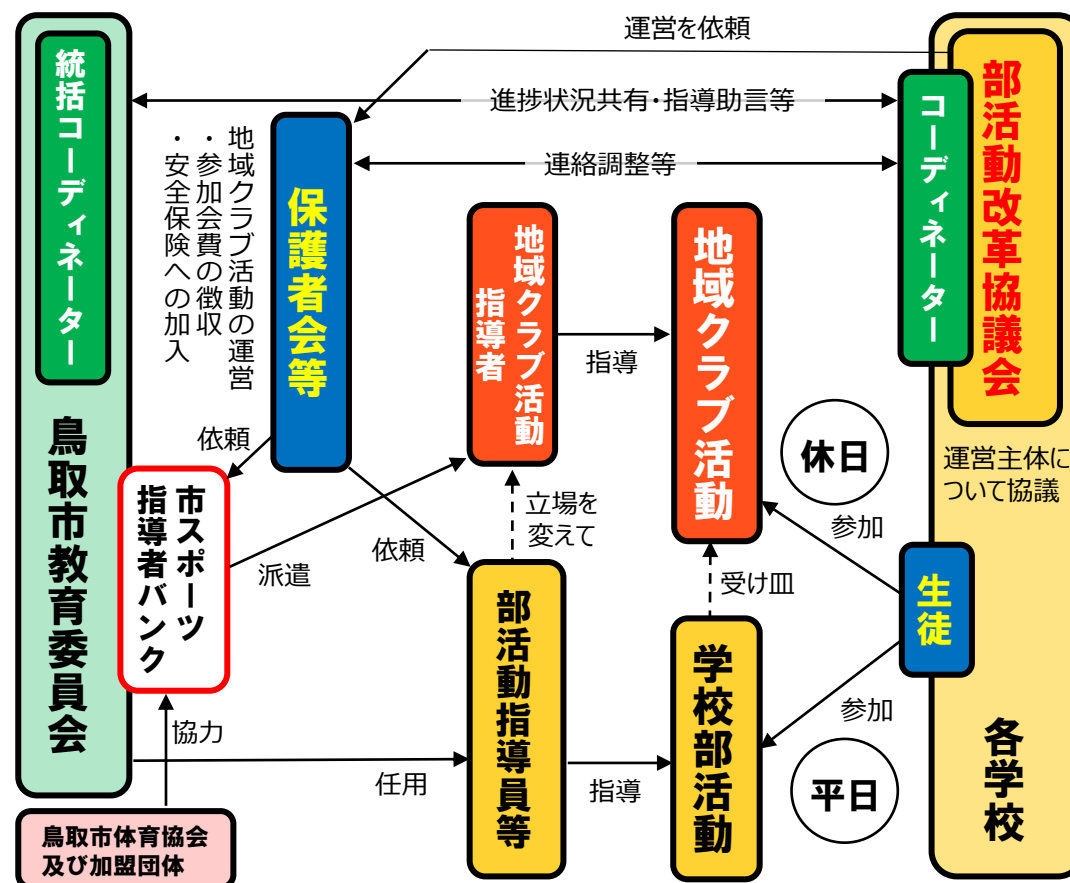 統括コーディネーター
鳥取市教育委員会
地域クラブ活動の運営
・参加会費の徴収
・安全保険への加入
保護者会等
運営を依頼
進捗状況共有・指導助言等
連絡調整等
コーディネーター
部活動改革協議会
運営主体に
ついて協議
地域クラブ活動
指導者
指導
地域クラブ活動
休日
参加
依頼
市スポーツ
指導者バンク
派遣
依頼
立場を
変えて
受け皿
生徒
部活動指導員等
学校部活動
参加
協力
任用
指導
平日
各学校
鳥取市体育協会
及び加盟団体